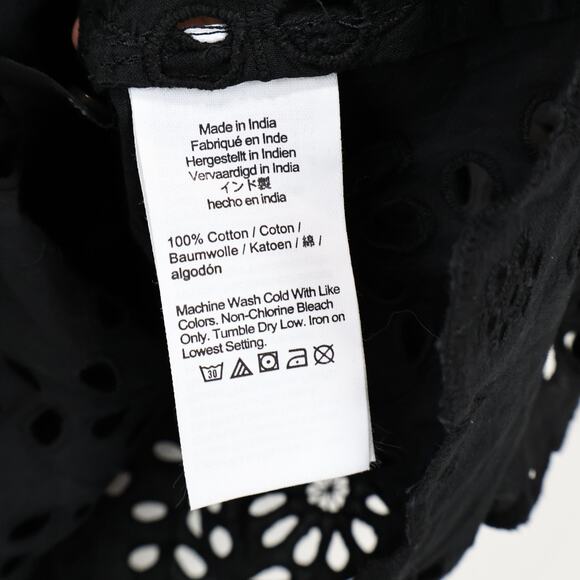 Made in India
Fabriqué en Inde
Hergestellt in Indien
Vervaardigd in India
インド製
hecho en india
100% Cotton / Coton /
Baumwolle / Katoen / 綿 /
algodón
Machine Wash Cold With Like
Colors. Non-Chlorine Bleach
Only. Tumble Dry Low. Iron on
Lowest Setting.
30